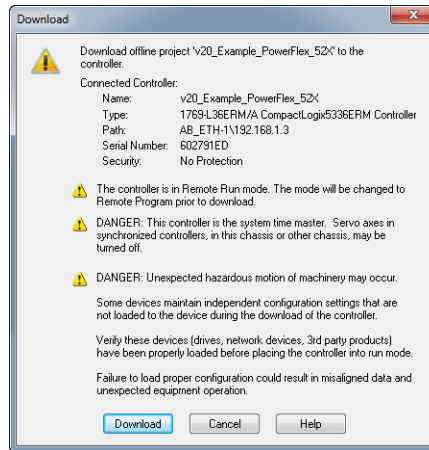 Download
Download offline project 'v20_Example_PowerFlex_52X' to the
controller.
Connected Controller:
Name: v20_Example_PowerFlex_52X
Type: 1769-L36ERM/A CompactLogix5336ERM Controller
Path: AB_ETH-1\192.168.1.3
Serial Number: 602791ED
Security: No Protection
The controller is in Remote Run mode. The mode will be changed to
Remote Program prior to download.
DANGER: This controller is the system time master. Servo axes in
synchronized controllers, in this chassis or other chassis, may be
turned off.
DANGER: Unexpected hazardous motion of machinery may occur.
Some devices maintain independent configuration settings that are
not loaded to the device during the download of the controller.
Verify these devices (drives, network devices, 3rd party products)
have been properly loaded before placing the controller into run mode.
Failure to load proper configuration could result in misaligned data and
unexpected equipment operation.
Download Cancel Help